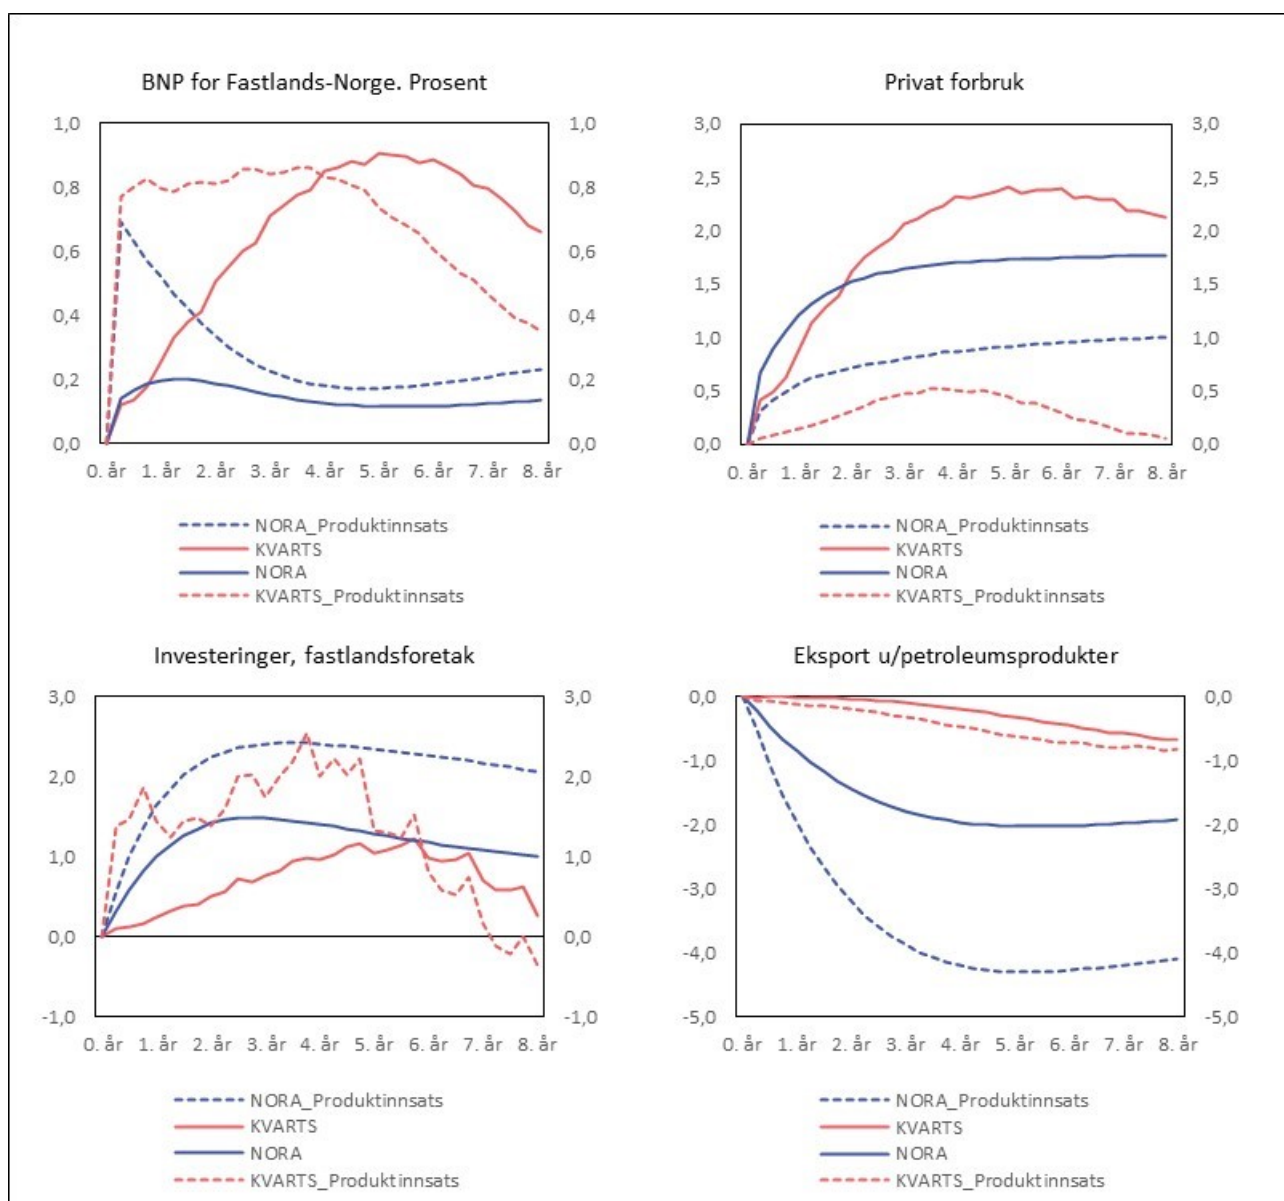 BNP for Fastlands-Norge. Prosent
1,0
0,8
0,6
0,4
0,2
0,0
1,0
0,8
0,6
0,4
0,2
0,0
0. år 1. år 2. år 3. år 4. år 5. år 6. år 7. år 8. år
NORA_Produktinnsats
KVARTS
NORA
KVARTS_Produktinnsats
Privat forbruk
3,0
2,5
2,0
1,5
1,0
0,5
0,0
3,0
2,5
2,0
1,5
1,0
0,5
0,0
0. år 1. år 2. år 3. år 4. år 5. år 6. år 7. år 8. år
NORA_Produktinnsats
KVARTS
NORA
KVARTS_Produktinnsats
Investeringer, fastlandsforetak
3,0
2,0
1,0
0,0
-1,0
3,0
2,0
1,0
0,0
-1,0
0. år 1. år 2. år 3. år 4. år 5. år 6. år 7. år 8. år
NORA_Produktinnsats
KVARTS
NORA
KVARTS_Produktinnsats
Eksport u/petroleumsprodukter
0,0
-1,0
-2,0
-3,0
-4,0
-5,0
0,0
-1,0
-2,0
-3,0
-4,0
-5,0
0. år 1. år 2. år 3. år 4. år 5. år 6. år 7. år 8. år
NORA_Produktinnsats
KVARTS
NORA
KVARTS_Produktinnsats